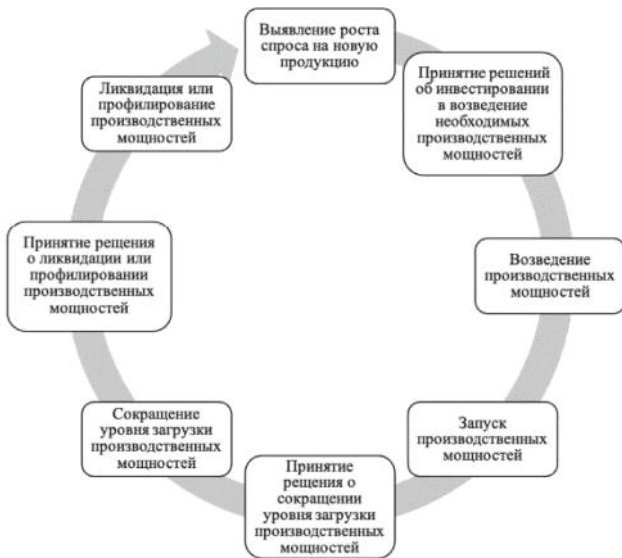 Выявление роста
спроса на новую
продукцию
Принятие решений
об инвестировании
в возведение
необходимых
производственных
мощностей
Возведение
производственных
мощностей
Запуск
производственных
мощностей
Принятие
рещения о
сокращении
уровня загрузки
производственных
мощностей
Сокращение
уровня загрузки
производственных
мощностей
Принятие рещения
о ликвидации или
профилировании
производственных
мощностей
Ликвидация или
профилирование
производственных
мощностей